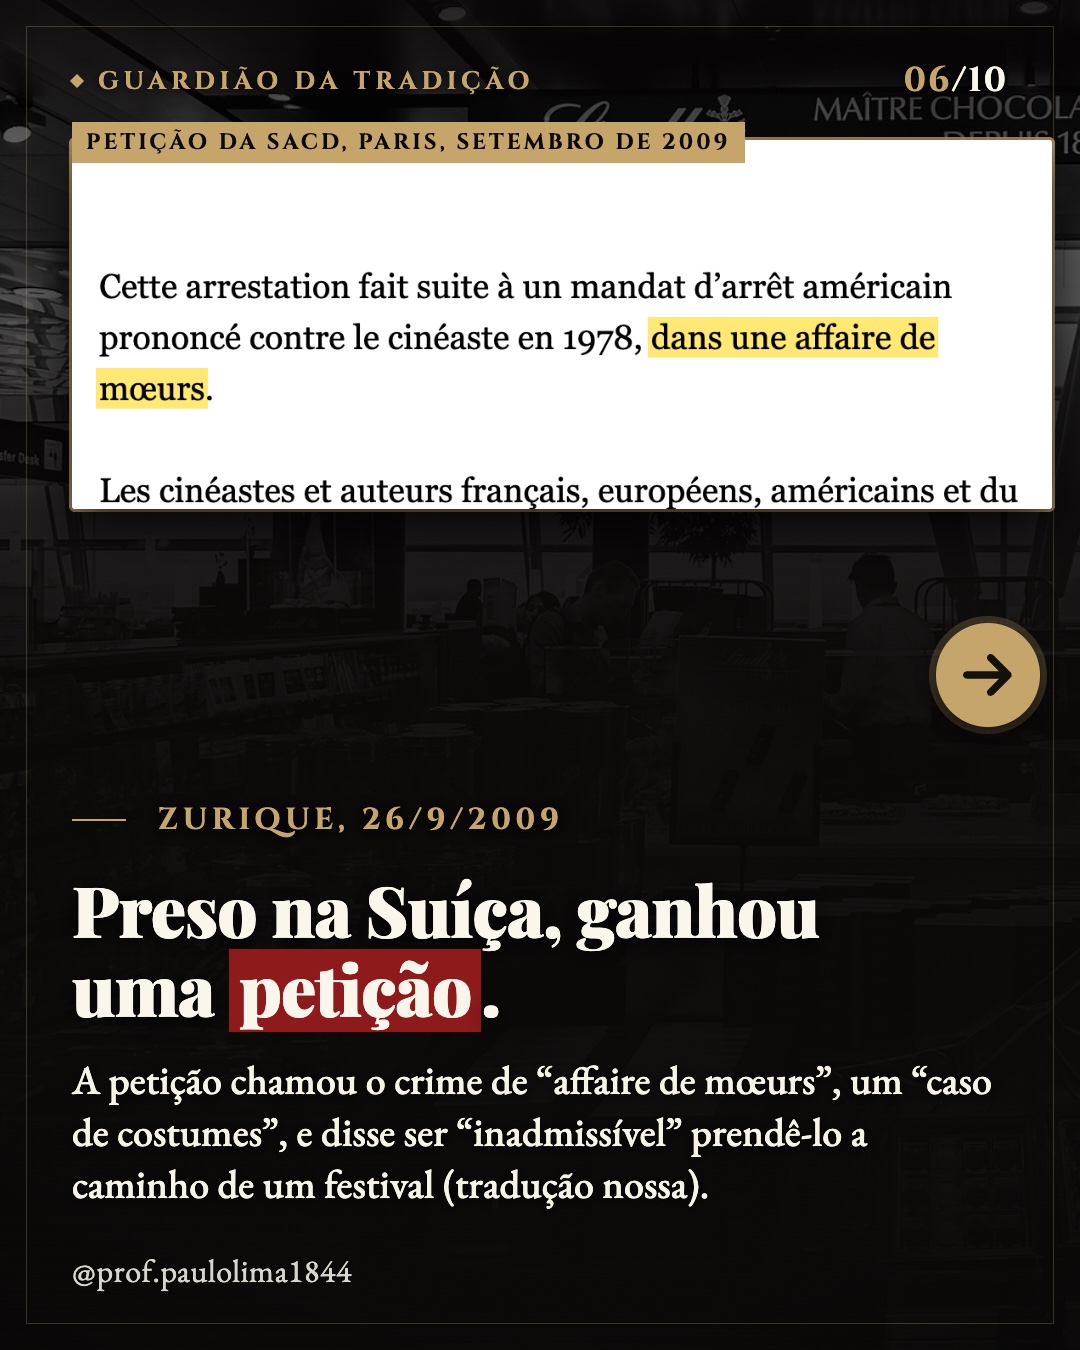 GUARDIÃO DA TRADIÇÃO
06/10
MAÎTRE CHOCOLA
DEPUIS 18
PETIÇÃO DA SACD, PARIS, SETEMBRO DE 2009
Cette arrestation fait suite à un mandat d’arrêt américain
prononcé contre le cinéaste en 1978, dans une affaire de
mœurs.
Les cinéastes et auteurs français, européens, américains et du
ZURIQUE, 26/9/2009
Preso na Suíça, ganhou
uma petição.
A petição chamou o crime de “affaire de mœurs”, um “caso
de costumes”, e disse ser “inadmissível” prendê-lo a
caminho de um festival (tradução nossa).
@prof.paulolima1844